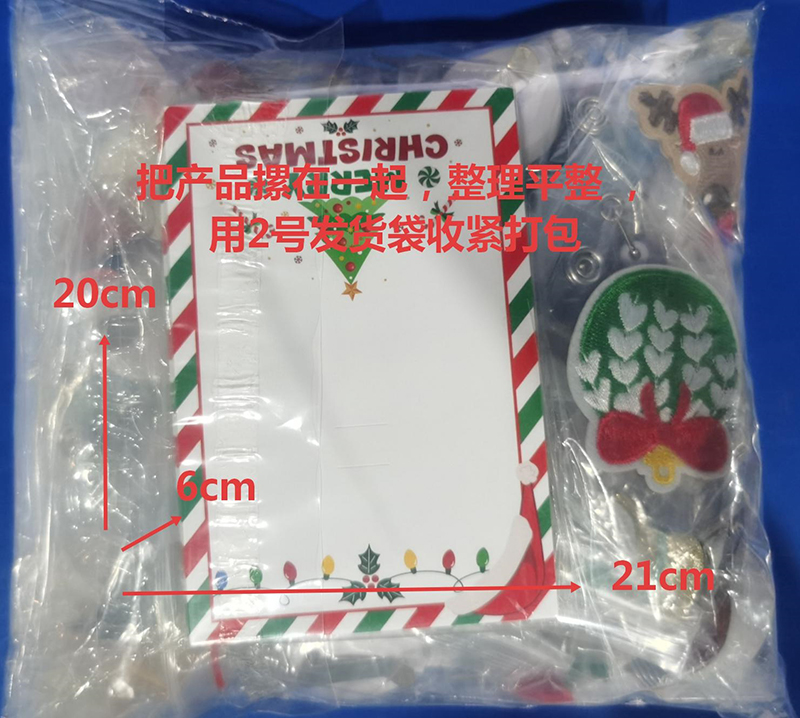 CHRISTMAS
MERRY
把产品摞在一起，整理平整 ，
用2号发货袋收紧打包
20cm
6cm
21cm